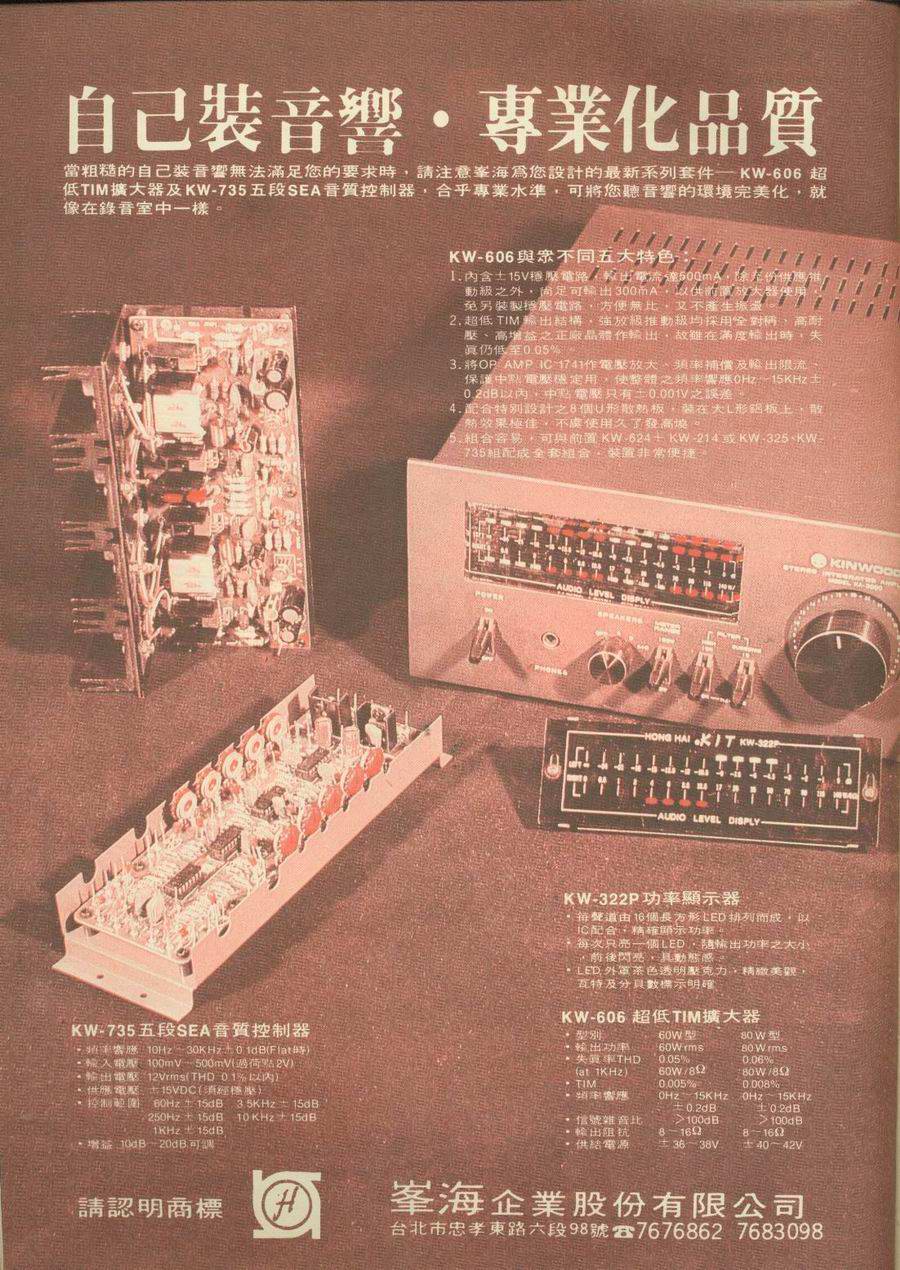 自己裝音響・專業化品質
當粗糙的自己裝音響無法滿足您的要求時，請注意峯海爲您設計的最新系列套件— KW-606 超
低TIM擴大器及KW-735五段SEA音質控制器，合乎專業水準，可將您聽音響的環境完美化，就
像在錄音室中一樣。
KW-606與眾不同五大特色：
1.內含±15V穩壓電路，輸出電流達600mA，除充份供應推
動級之外，尚足可輸出300mA，以供前置放大器使用，
免另裝製穩壓電路，方便無比，又不產生振盪。
2.超低TIM輸出結構，強放級推動級均採用全對稱、高耐
壓、高增益之正廠晶體作輸出，故雖在滿度輸出時，失
眞仍低至0.05%
3.將OP AMP IC 1741作電壓放大、頻率補償及輸出限流
保護中點電壓穩定用，使整體之頻率響應0Hz～15KHz±
0.2dB以內，中點電壓只有±0.001V之誤差。
4.配合特別設計之8個U形散熱板，裝在大L形鋁板上，散
熱效果極佳，不虞使用久了發高燒。
5.組合容易，可與前置KW-624＋KW-214或KW-325、KW-
735組配成全套組合，裝置非常便捷。
KINWOOD
STEREO INTEGRATED AMP
AUDIO LEVEL DISPLY
POWER
SPEAKERS
FILTER
PHONES
HONG HAI KIT KW-322P
LEFT
RIGHT
AUDIO LEVEL DISPLY
KW-322P功率顯示器
・每聲道由16個長方形LED排列而成，以
IC配合，精確顯示功率。
・每次只亮一個LED，隨輸出功率之大小
，前後閃亮，具動態感。
・LED外罩茶色透明壓克力，精緻美觀，
瓦特及分貝數標示明確
KW-735五段SEA音質控制器
・頻率響應 10Hz～30KHz±0.1dB(Flat時)
・輸入電壓 100mV～500mV(過荷點2V)
・輸出電壓 12Vrms(THD 0.1%以內)
・供應電壓 ±15VDC(須經穩壓)
・控制範圍 60Hz±15dB 3.5KHz±15dB
250Hz±15dB 10KHz±15dB
1KHz±15dB
・增益 10dB～20dB可調
KW-606 超低TIM擴大器
・型別 60W型 80W型
・輸出功率 60Wrms 80Wrms
・失眞率THD 0.05% 0.06%
(at 1KHz) 60W/8Ω 80W/8Ω
・TIM 0.005% 0.008%
・頻率響應 0Hz～15KHz 0Hz～15KHz
±0.2dB ±0.2dB
・信號雜音比 ＞100dB ＞100dB
・輸出阻抗 8～16Ω 8～16Ω
・供給電源 ±36～38V ±40～42V
請認明商標
H
峯海企業股份有限公司
台北市忠孝東路六段98號☎7676862 7683098